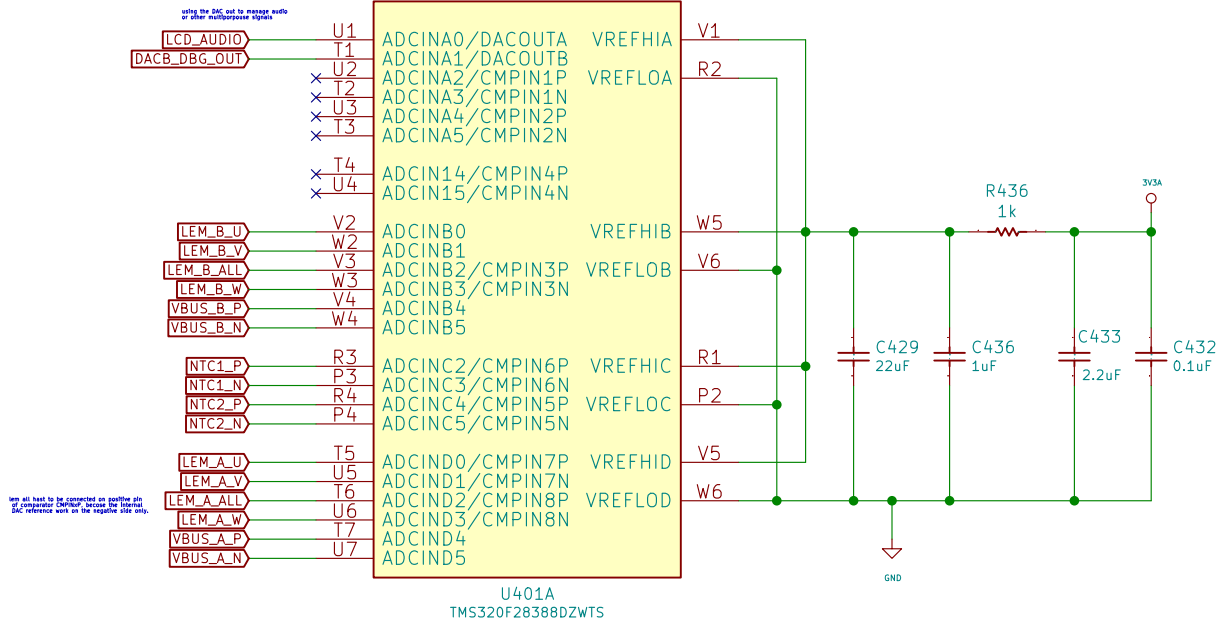 using the DAC out to manage audio
or other multiporpouse signals
LCD_AUDIO U1 ADCINA0/DACOUTA VREFHIA V1
DACB_DBG_OUT T1 ADCINA1/DACOUTB
U2 ADCINA2/CMPIN1P VREFLOA R2
T2 ADCINA3/CMPIN1N
U3 ADCINA4/CMPIN2P
T3 ADCINA5/CMPIN2N
T4 ADCIN14/CMPIN4P
U4 ADCIN15/CMPIN4N
3V3A
R436
1k
LEM_B_U V2 ADCINB0 VREFHIB W5
LEM_B_V W2 ADCINB1
LEM_B_ALL V3 ADCINB2/CMPIN3P VREFLOB V6
LEM_B_W W3 ADCINB3/CMPIN3N
VBUS_B_P V4 ADCINB4
VBUS_B_N W4 ADCINB5
C429
22uF
C436
1uF
C433
2.2uF
C432
0.1uF
NTC1_P R3 ADCINC2/CMPIN6P VREFHIC R1
NTC1_N P3 ADCINC3/CMPIN6N
NTC2_P R4 ADCINC4/CMPIN5P VREFLOC P2
NTC2_N P4 ADCINC5/CMPIN5N
LEM_A_U T5 ADCIND0/CMPIN7P VREFHID V5
LEM_A_V U5 ADCIND1/CMPIN7N
LEM_A_ALL T6 ADCIND2/CMPIN8P VREFLOD W6
LEM_A_W U6 ADCIND3/CMPIN8N
VBUS_A_P T7 ADCIND4
VBUS_A_N U7 ADCIND5
lem all hast to be connected on positive pin
of comparator CMPINxP, becose the internal
DAC reference work on the negative side only.
GND
U401A
TMS320F28388DZWTS